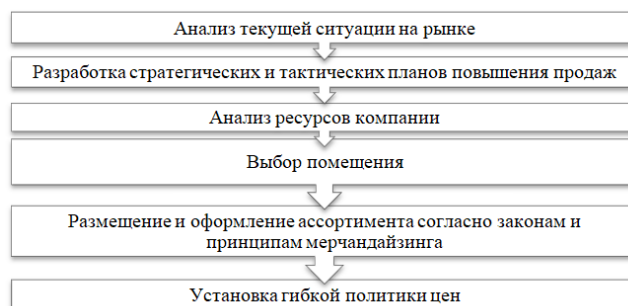 Анализ текущей ситуации на рынке
Разработка стратегических и тактических планов повышения продаж
Анализ ресурсов компании
Выбор помещения
Размещение и оформление ассортимента согласно законам и
принципам мерчандайзинга
Установка гибкой политики цен